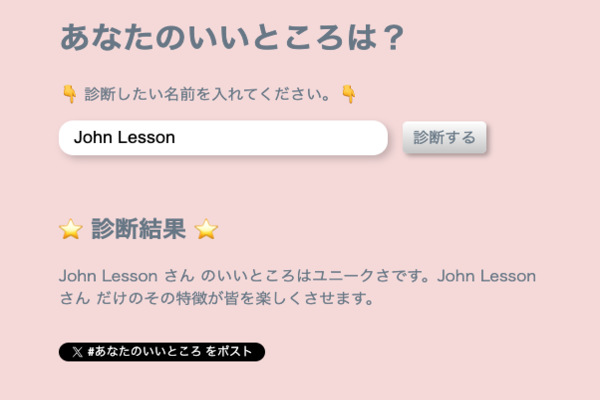 あなたのいいところは？
👇 診断したい名前を入れてください。👇
John Lesson 診断する
⭐ 診断結果 ⭐
John Lesson さん のいいところはユニークさです。John Lesson
さん だけのその特徴が皆を楽しくさせます。
𝕏 #あなたのいいところ をポスト